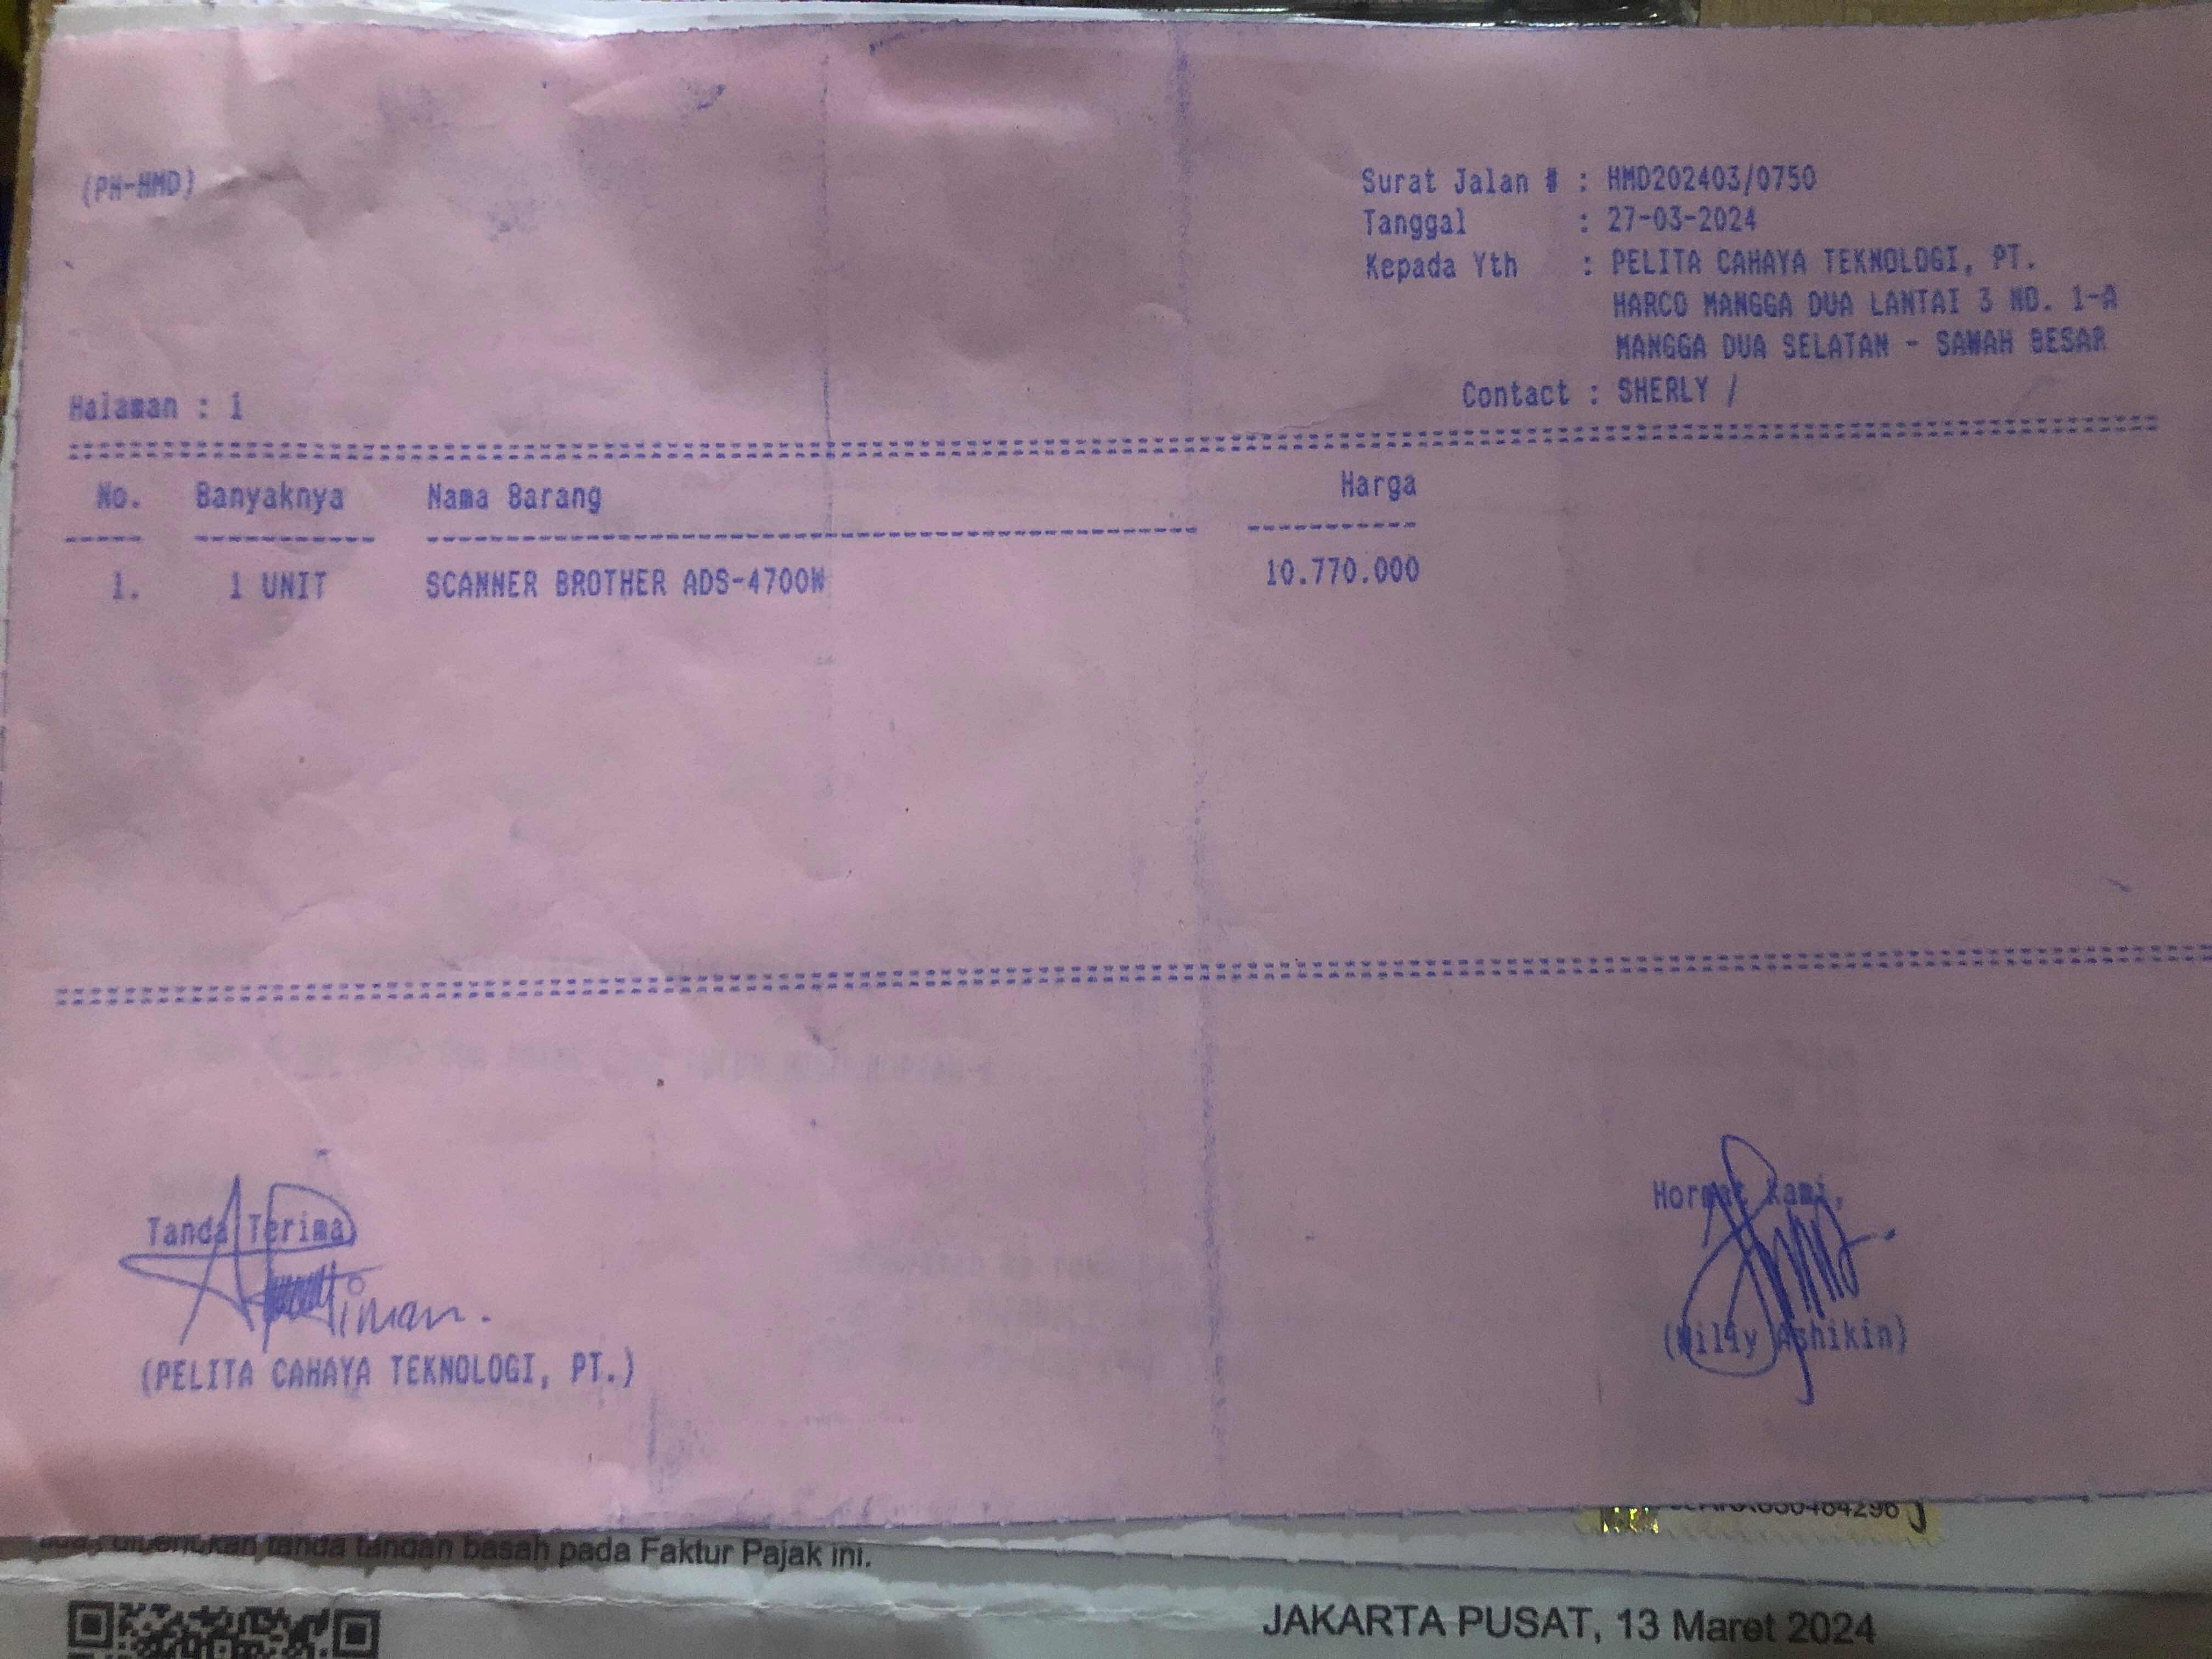 (PH-HMD)
Surat Jalan # : HMD202403/0750
Tanggal : 27-03-2024
Kepada Yth : PELITA CAHAYA TEKNOLOGI, PT.
HARCO MANGGA DUA LANTAI 3 NO. 1-A
MANGGA DUA SELATAN - SAWAH BESAR
Contact : SHERLY /
Halaman : 1
No. Banyaknya Nama Barang Harga
1. 1 UNIT SCANNER BROTHER ADS-4700W 10.770.000
Tanda Terima
Hormat Kami,
(PELITA CAHAYA TEKNOLOGI, PT.)
(Willy Ashikin)
tanda tangan basah pada Faktur Pajak ini.
JAKARTA PUSAT, 13 Maret 2024